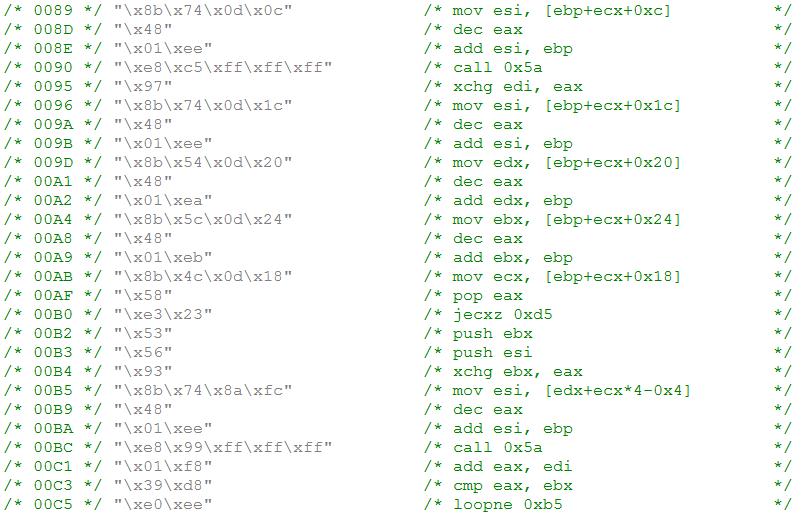 /* 0089 */ "\x8b\x74\x0d\x0c" /* mov esi, [ebp+ecx+0xc] */
/* 008D */ "\x48" /* dec eax */
/* 008E */ "\x01\xee" /* add esi, ebp */
/* 0090 */ "\xe8\xc5\xff\xff\xff" /* call 0x5a */
/* 0095 */ "\x97" /* xchg edi, eax */
/* 0096 */ "\x8b\x74\x0d\x1c" /* mov esi, [ebp+ecx+0x1c] */
/* 009A */ "\x48" /* dec eax */
/* 009B */ "\x01\xee" /* add esi, ebp */
/* 009D */ "\x8b\x54\x0d\x20" /* mov edx, [ebp+ecx+0x20] */
/* 00A1 */ "\x48" /* dec eax */
/* 00A2 */ "\x01\xea" /* add edx, ebp */
/* 00A4 */ "\x8b\x5c\x0d\x24" /* mov ebx, [ebp+ecx+0x24] */
/* 00A8 */ "\x48" /* dec eax */
/* 00A9 */ "\x01\xeb" /* add ebx, ebp */
/* 00AB */ "\x8b\x4c\x0d\x18" /* mov ecx, [ebp+ecx+0x18] */
/* 00AF */ "\x58" /* pop eax */
/* 00B0 */ "\xe3\x23" /* jecxz 0xd5 */
/* 00B2 */ "\x53" /* push ebx */
/* 00B3 */ "\x56" /* push esi */
/* 00B4 */ "\x93" /* xchg ebx, eax */
/* 00B5 */ "\x8b\x74\x8a\xfc" /* mov esi, [edx+ecx*4-0x4] */
/* 00B9 */ "\x48" /* dec eax */
/* 00BA */ "\x01\xee" /* add esi, ebp */
/* 00BC */ "\xe8\x99\xff\xff\xff" /* call 0x5a */
/* 00C1 */ "\x01\xf8" /* add eax, edi */
/* 00C3 */ "\x39\xd8" /* cmp eax, ebx */
/* 00C5 */ "\xe0\xee" /* loopne 0xb5 */